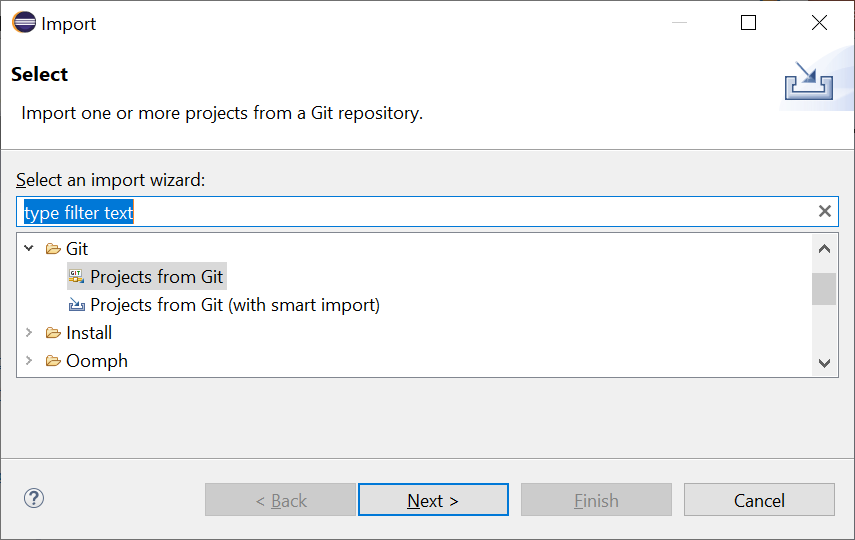 Import
Select
Import one or more projects from a Git repository.
Select an import wizard:
type filter text
Git
GIT Projects from Git
Projects from Git (with smart import)
Install
Oomph
? < Back Next > Finish Cancel